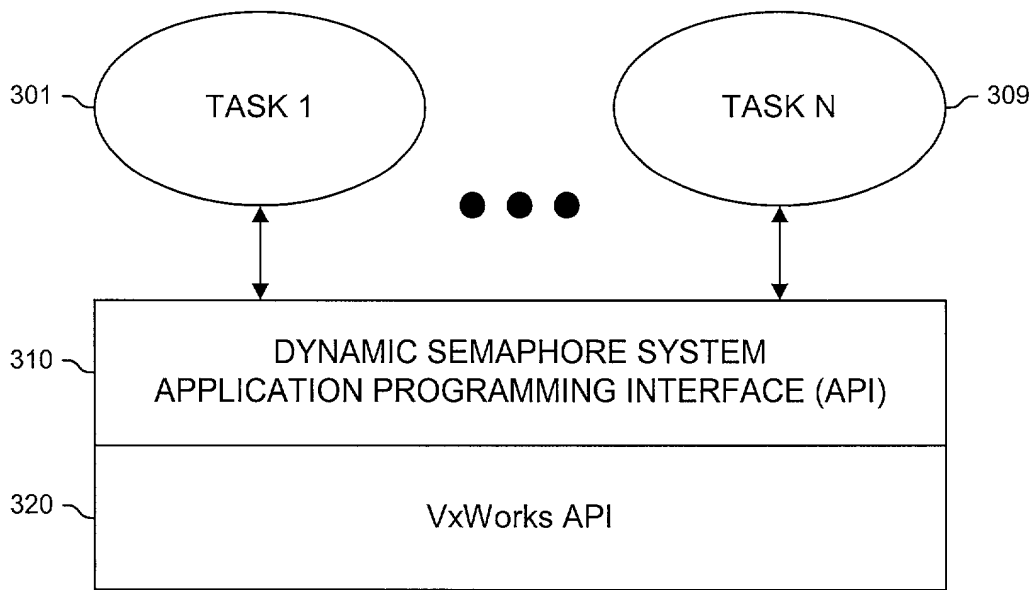 301
TASK 1
TASK N
309
310
DYNAMIC SEMAPHORE SYSTEM
APPLICATION PROGRAMMING INTERFACE (API)
320
VxWorks API